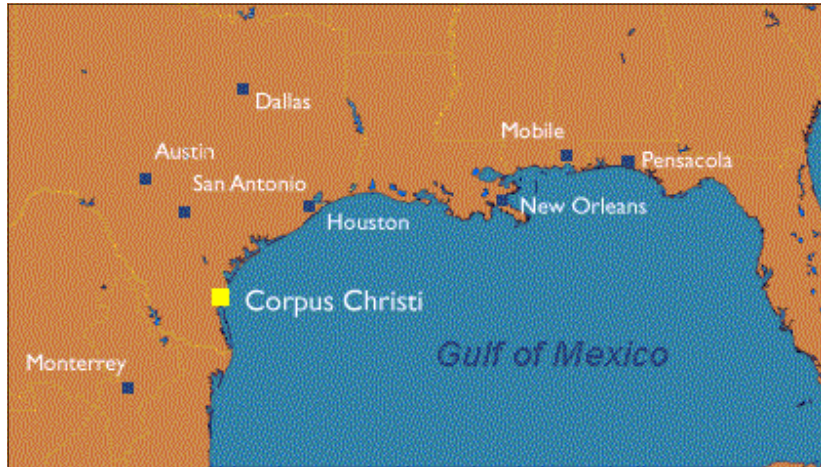 Dallas
Mobile
Austin
Pensacola
San Antonio
New Orleans
Houston
Corpus Christi
Gulf of Mexico
Monterrey